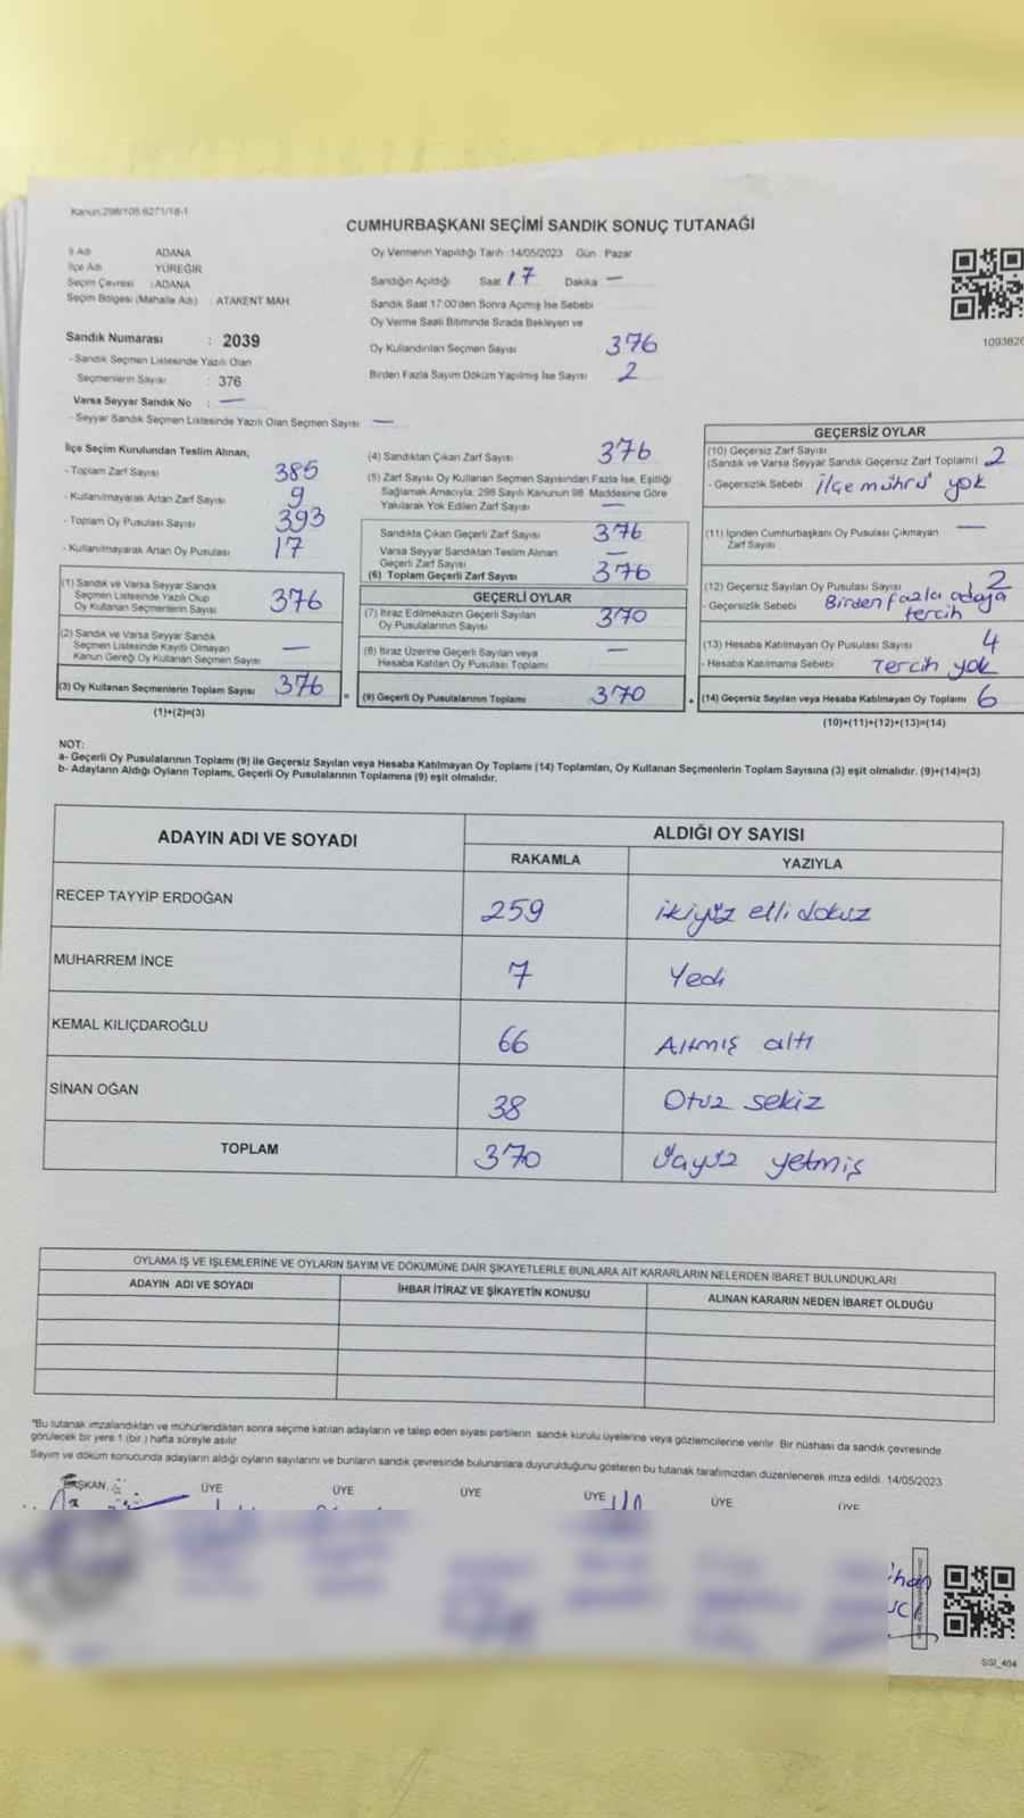 Kanun:298/105 6271/18-1
CUMHURBAŞKANI SEÇİMİ SANDIK SONUÇ TUTANAĞI
İl Adı ADANA
İlçe Adı YÜREĞİR
Seçim Çevresi : ADANA
Seçim Bölgesi (Mahalle Adı) : ATAKENT MAH.
Oy Vermenin Yapıldığı Tarih :14/05/2023 Gün : Pazar
Sandığın Açıldığı Saat 17 Dakika —
Sandık Saat 17:00'den Sonra Açımış İse Sebebi
Oy Verme Saati Bitiminde Sırada Bekleyen ve
Oy Kullandırılan Seçmen Sayısı 376
Birden Fazla Sayım Döküm Yapılmış İse Sayısı 2
109382
Sandık Numarası : 2039
- Sandık Seçmen Listesinde Yazılı Olan
Seçmenlerin Sayısı : 376
Varsa Seyyar Sandık No : —
- Seyyar Sandık Seçmen Listesinde Yazılı Olan Seçmen Sayısı —
İlçe Seçim Kurulundan Teslim Alınan;
- Toplam Zarf Sayısı 385
- Kullanılmayarak Artan Zarf Sayısı 9
- Toplam Oy Pusulası Sayısı 393
- Kullanılmayarak Artan Oy Pusulası 17
(1) Sandık ve Varsa Seyyar Sandık
Seçmen Listesinde Yazılı Olup
Oy Kullanan Seçmenlerin Sayısı 376
(2) Sandık ve Varsa Seyyar Sandık
Seçmen Listesinde Kayıtlı Olmayan
Kanun Gereği Oy Kullanan Seçmen Sayısı —
(3) Oy Kullanan Seçmenlerin Toplam Sayısı 376
(1)+(2)=(3)
(4) Sandıktan Çıkan Zarf Sayısı 376
(5) Zarf Sayısı Oy Kullanan Seçmen Sayısından Fazla İse, Eşitliği
Sağlamak Amacıyla; 298 Sayılı Kanunun 98. Maddesine Göre
Yakılarak Yok Edilen Zarf Sayısı —
Sandıkta Çıkan Geçerli Zarf Sayısı 376
Varsa Seyyar Sandıktan Teslim Alınan
Geçerli Zarf Sayısı —
(6) Toplam Geçerli Zarf Sayısı 376
GEÇERLİ OYLAR
(7) İtiraz Edilmeksizin Geçerli Sayılan
Oy Pusulalarının Sayısı 370
(8) İtiraz Üzerine Geçerli Sayılan veya
Hesaba Katılan Oy Pusulası Toplamı —
= (9) Geçerli Oy Pusulalarının Toplamı 370
GEÇERSİZ OYLAR
(10) Geçersiz Zarf Sayısı
(Sandık ve Varsa Seyyar Sandık Geçersiz Zarf Toplamı) 2
- Geçersizlik Sebebi ilçe mührü yok
(11) İçinden Cumhurbaşkanı Oy Pusulası Çıkmayan
Zarf Sayısı —
(12) Geçersiz Sayılan Oy Pusulası Sayısı 2
- Geçersizlik Sebebi Birden fazla adaya
tercih
(13) Hesaba Katılmayan Oy Pusulası Sayısı 4
- Hesaba Katılmama Sebebi Tercih yok
+ (14) Geçersiz Sayılan veya Hesaba Katılmayan Oy Toplamı 6
(10)+(11)+(12)+(13)=(14)
NOT:
a- Geçerli Oy Pusulalarının Toplamı (9) ile Geçersiz Sayılan veya Hesaba Katılmayan Oy Toplamı (14) Toplamları, Oy Kullanan Seçmenlerin Toplam Sayısına (3) eşit olmalıdır. (9)+(14)=(3)
b- Adayların Aldığı Oyların Toplamı, Geçerli Oy Pusulalarının Toplamına (9) eşit olmalıdır.
ADAYIN ADI VE SOYADI ALDIĞI OY SAYISI
RAKAMLA YAZIYLA
RECEP TAYYİP ERDOĞAN 259 ikiyüz elli dokuz
MUHARREM İNCE 7 Yedi
KEMAL KILIÇDAROĞLU 66 Altmış altı
SİNAN OĞAN 38 Otuz sekiz
TOPLAM 370 yetmiş
OYLAMA İŞ VE İŞLEMLERİNE VE OYLARIN SAYIM VE DÖKÜMÜNE DAİR ŞİKAYETLERLE BUNLARA AİT KARARLARIN NELERDEN İBARET BULUNDUKLARI
ADAYIN ADI VE SOYADI İHBAR İTİRAZ VE ŞİKAYETİN KONUSU ALINAN KARARIN NEDEN İBARET OLDUĞU
"Bu tutanak imzalandıktan ve mühürlendikten sonra seçime katılan adayların ve talep eden siyasi partilerin sandık kurulu üyelerine veya gözlemcilerine verilir. Bir nüshası da sandık çevresinde
görülecek bir yere 1 (bir ) hafta süreyle asılır
Sayım ve döküm sonucunda adayların aldığı oyların sayılarını ve bunların sandık çevresinde bulunanlara duyurulduğunu gösteren bu tutanak tarafımızdan düzenlenerek imza edildi. 14/05/2023
BAŞKAN ÜYE ÜYE ÜYE ÜYE ÜYE ÜYE
SSI_404